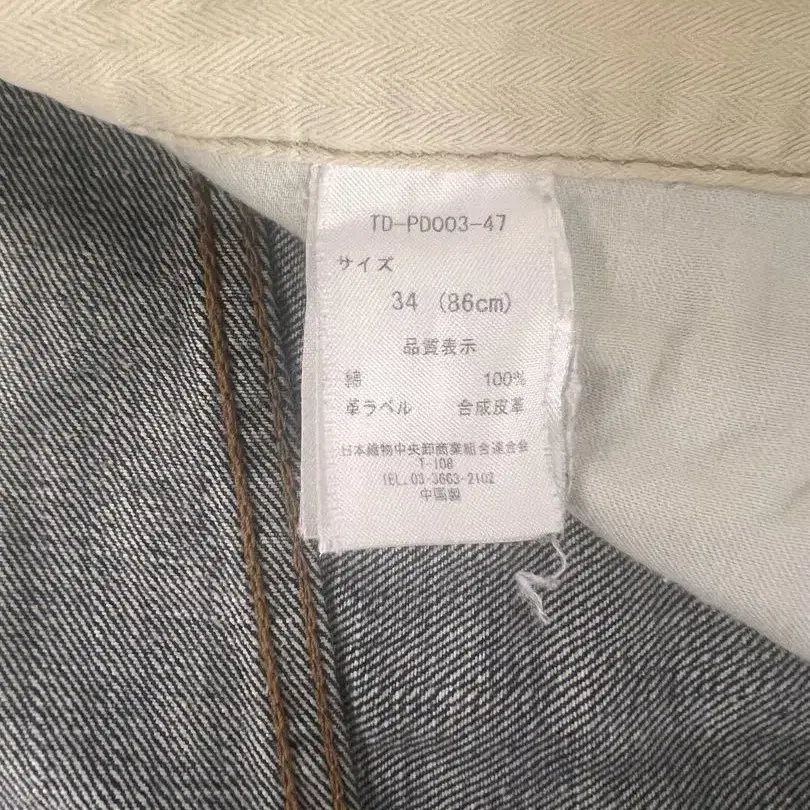 TD-PD003-47
サイズ
34 (86cm)
品質表示
綿 100%
革ラベル 合成皮革
日本織物中央卸商業組合連合会
T-108
TEL.03-3663-2102
中国製